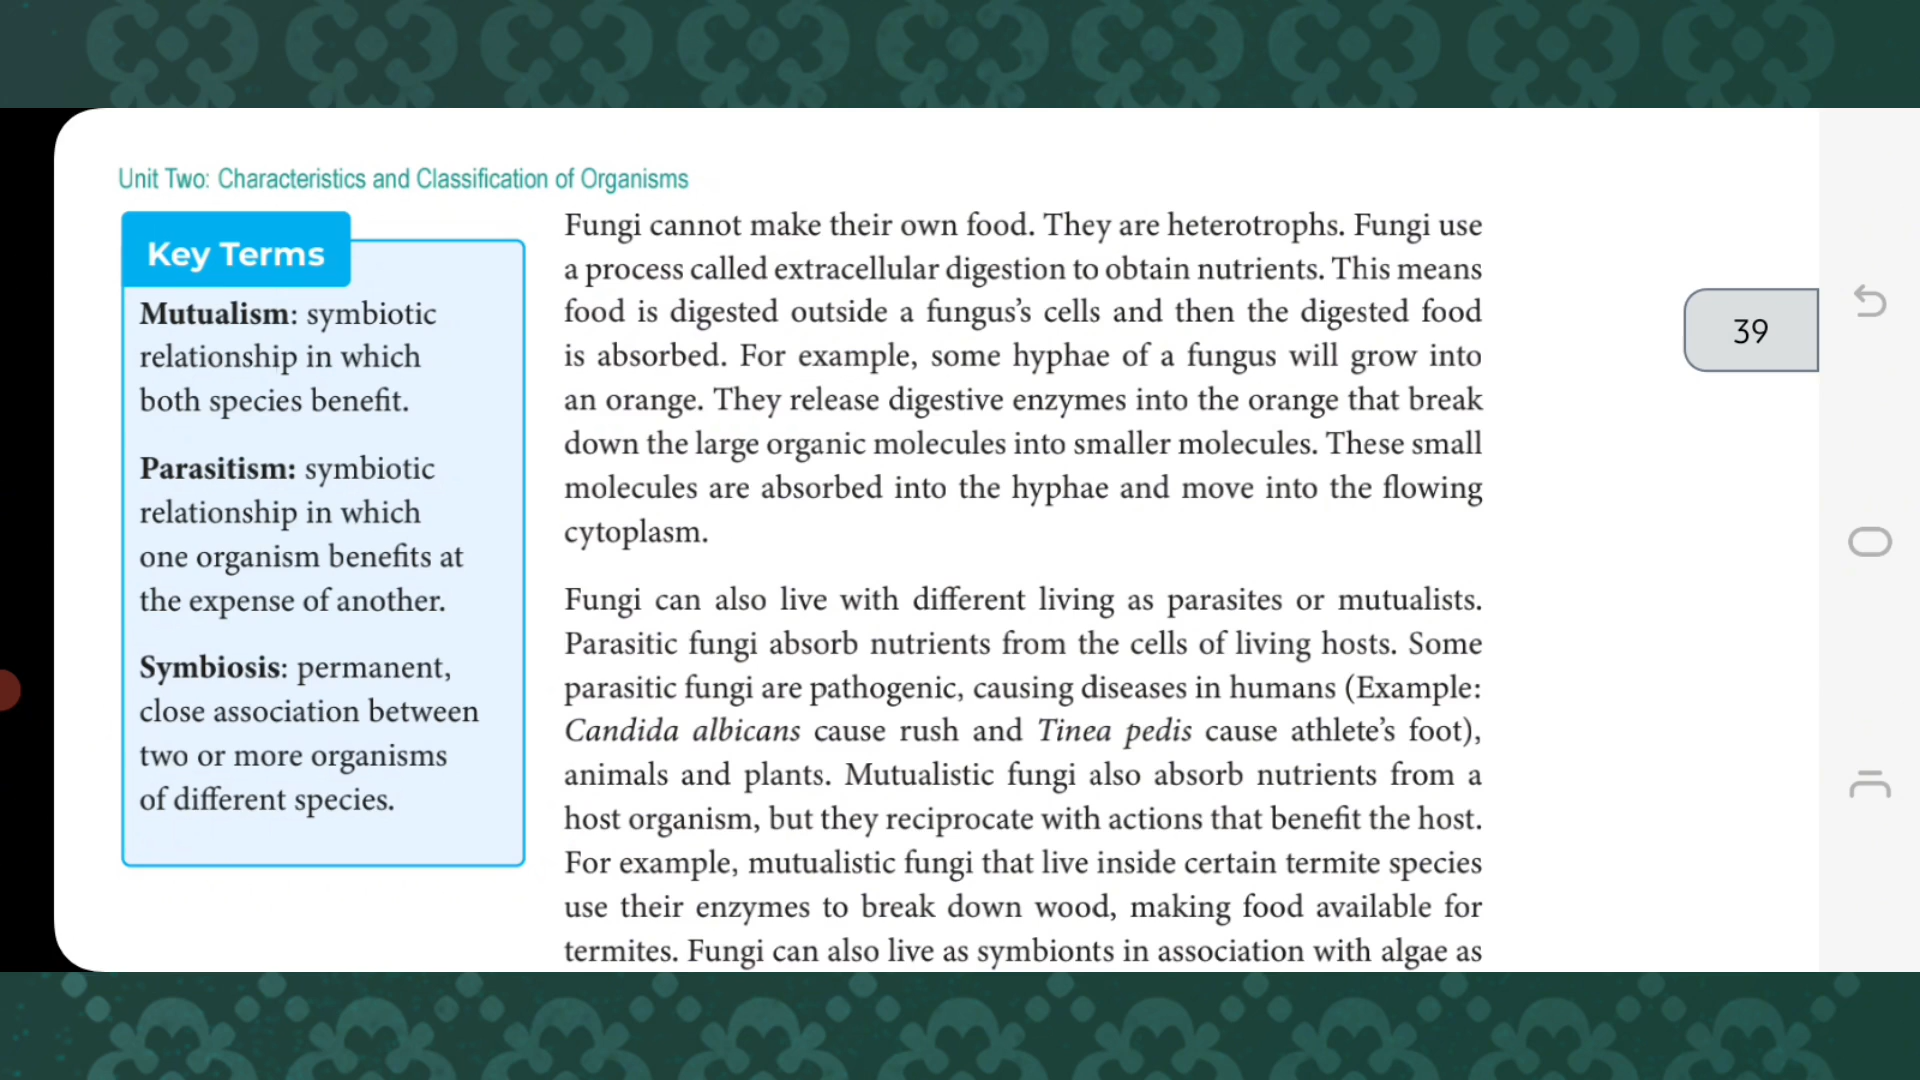 Unit Two: Characteristics and Classification of Organisms
Key Terms
Mutualism: symbiotic
relationship in which
both species benefit.
Parasitism: symbiotic
relationship in which
one organism benefits at
the expense of another.
Symbiosis: permanent,
close association between
two or more organisms
of different species.
Fungi cannot make their own food. They are heterotrophs. Fungi use
a process called extracellular digestion to obtain nutrients. This means
food is digested outside a fungus’s cells and then the digested food
is absorbed. For example, some hyphae of a fungus will grow into
an orange. They release digestive enzymes into the orange that break
down the large organic molecules into smaller molecules. These small
molecules are absorbed into the hyphae and move into the flowing
cytoplasm.
Fungi can also live with different living as parasites or mutualists.
Parasitic fungi absorb nutrients from the cells of living hosts. Some
parasitic fungi are pathogenic, causing diseases in humans (Example:
Candida albicans cause rush and Tinea pedis cause athlete’s foot),
animals and plants. Mutualistic fungi also absorb nutrients from a
host organism, but they reciprocate with actions that benefit the host.
For example, mutualistic fungi that live inside certain termite species
use their enzymes to break down wood, making food available for
termites. Fungi can also live as symbionts in association with algae as
39